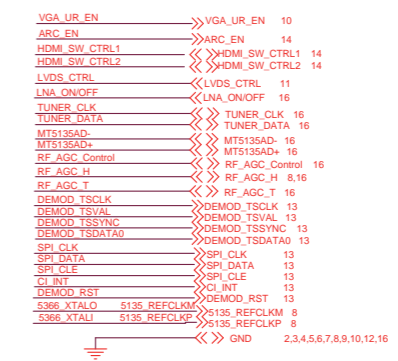 VGA_UR_EN VGA_UR_EN 10
ARC_EN ARC_EN 14
HDMI_SW_CTRL1 HDMI_SW_CTRL1 14
HDMI_SW_CTRL2 HDMI_SW_CTRL2 14
LVDS_CTRL LVDS_CTRL 11
LNA_ON/OFF LNA_ON/OFF 16
TUNER_CLK TUNER_CLK 16
TUNER_DATA TUNER_DATA 16
MT5135AD- MT5135AD- 16
MT5135AD+ MT5135AD+ 16
RF_AGC_Control RF_AGC_Control 16
RF_AGC_H RF_AGC_H 8,16
RF_AGC_T RF_AGC_T 16
DEMOD_TSCLK DEMOD_TSCLK 13
DEMOD_TSVAL DEMOD_TSVAL 13
DEMOD_TSSYNC DEMOD_TSSYNC 13
DEMOD_TSDATA0 DEMOD_TSDATA0 13
SPI_CLK SPI_CLK 13
SPI_DATA SPI_DATA 13
SPI_CLE SPI_CLE 13
CI_INT CI_INT 13
DEMOD_RST DEMOD_RST 13
5366_XTALO 5135_REFCLKM 5135_REFCLKM 8
5366_XTALI 5135_REFCLKP 5135_REFCLKP 8
GND 2,3,4,5,6,7,8,9,10,12,16